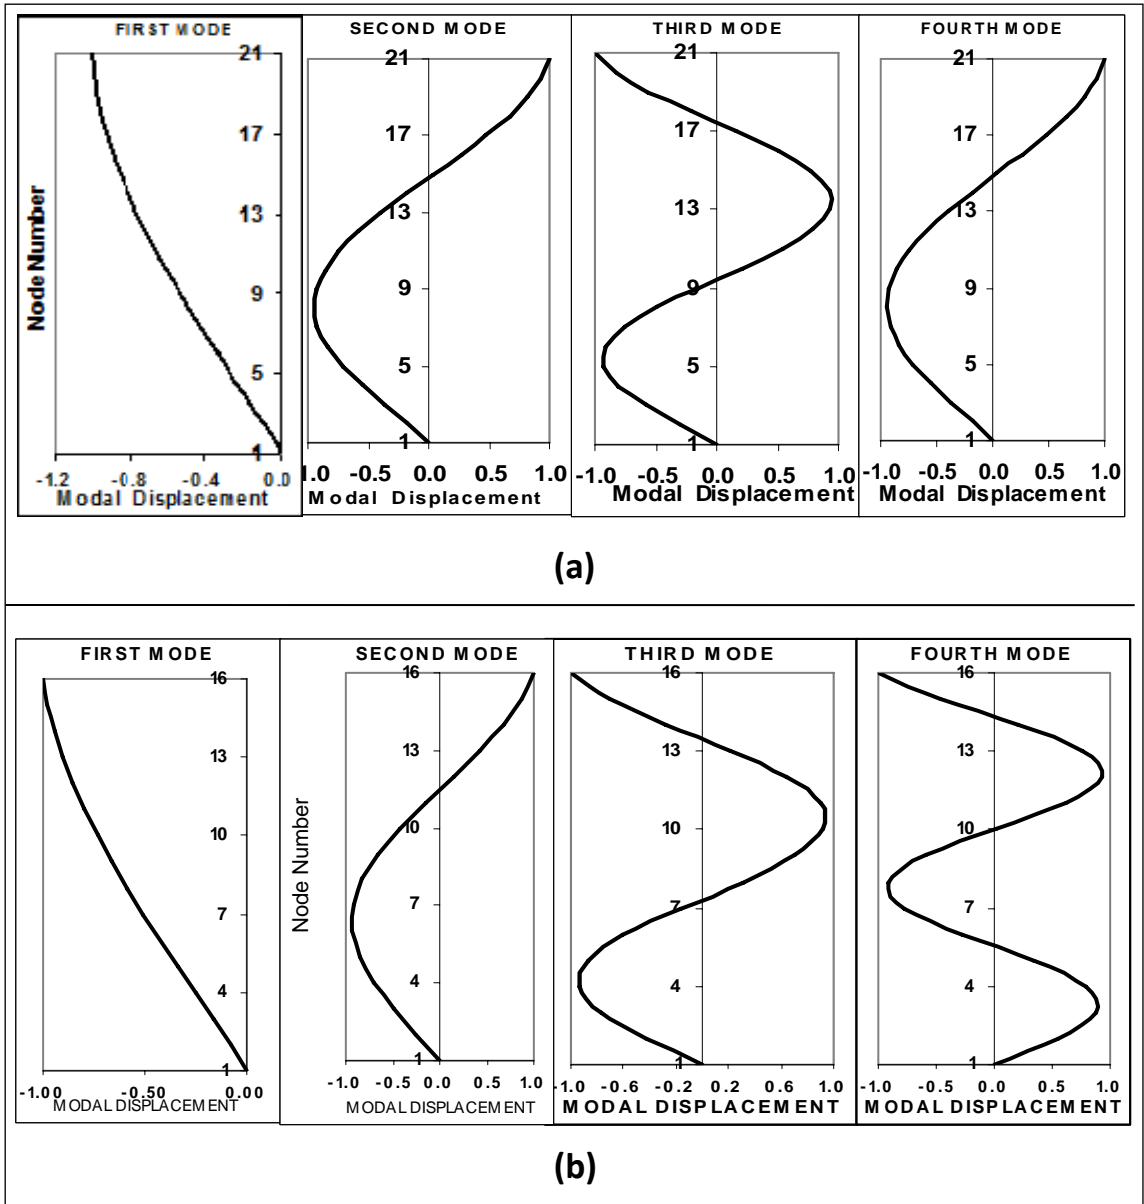 FIRST MODE
21
17
13
9
5
1
Node Number
-1.2 -0.8 -0.4 0.0
Modal Displacement
SECOND MODE
21
17
13
9
5
1
1.0 -0.5 0.0 0.5 1.0
Modal Displacement
THIRD MODE
21
17
13
9
5
1
-1.0 -0.5 0.0 0.5 1.0
Modal Displacement
FOURTH MODE
21
17
13
9
5
1
-1.0 -0.5 0.0 0.5 1.0
Modal Displacement
(a)
FIRST MODE
16
13
10
7
4
1
-1.00 -0.50 0.00
MODAL DISPLACEMENT
SECOND MODE
16
13
10
7
4
1
Node Number
-1.0 -0.5 0.0 0.5 1.0
MODAL DISPLACEMENT
THIRD MODE
16
13
10
7
4
1
-1.0 -0.6 -0.2 0.2 0.6 1.0
MODAL DISPLACEMENT
FOURTH MODE
16
13
10
7
4
1
-1.0 -0.5 0.0 0.5 1.0
MODAL DISPLACEMENT
(b)